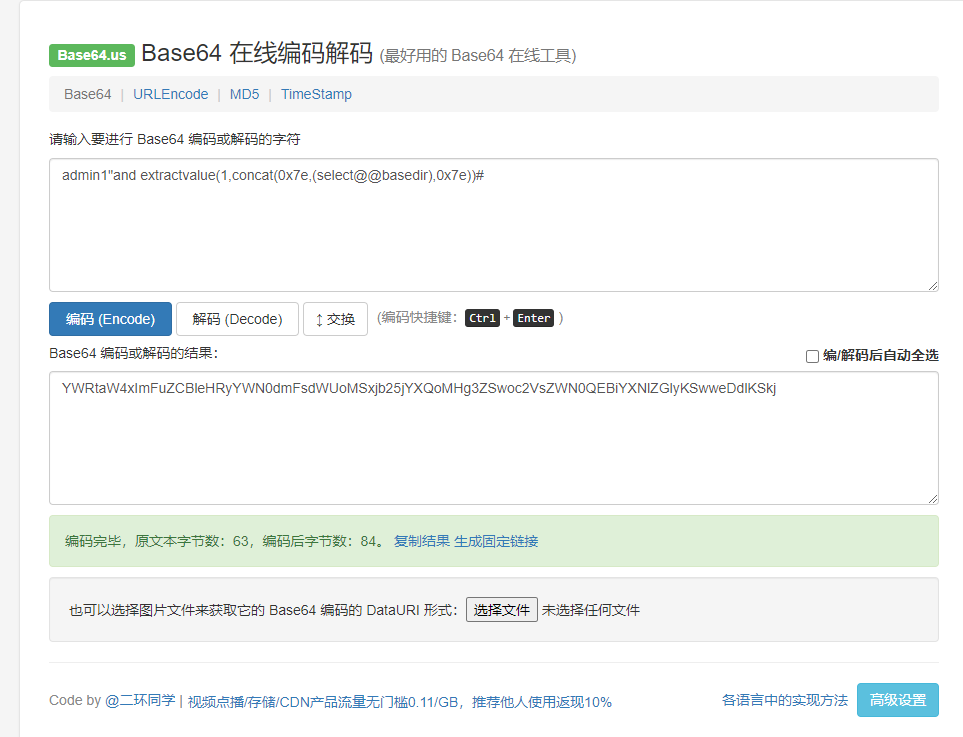 Base64.us Base64 在线编码解码 (最好用的 Base64 在线工具)
Base64 | URLEncode | MD5 | TimeStamp
请输入要进行 Base64 编码或解码的字符
admin1"and extractvalue(1,concat(0x7e,(select@@basedir),0x7e))#
编码 (Encode) 解码 (Decode) ↕ 交换 (编码快捷键: Ctrl + Enter )
Base64 编码或解码的结果: 编/解码后自动全选
YWRtaW4xImFuZCBleHRyYWN0dmFsdWUoMSxjb25jYXQoMHg3ZSwoc2VsZWN0QEBiYXNlZGlyKSwweDdlKSkj
编码完毕，原文本字节数：63，编码后字节数：84。 复制结果 生成固定链接
也可以选择图片文件来获取它的 Base64 编码的 DataURI 形式： 选择文件 未选择任何文件
Code by @二环同学 | 视频点播/存储/CDN产品流量无门槛0.11/GB，推荐他人使用返现10% 各语言中的实现方法 高级设置